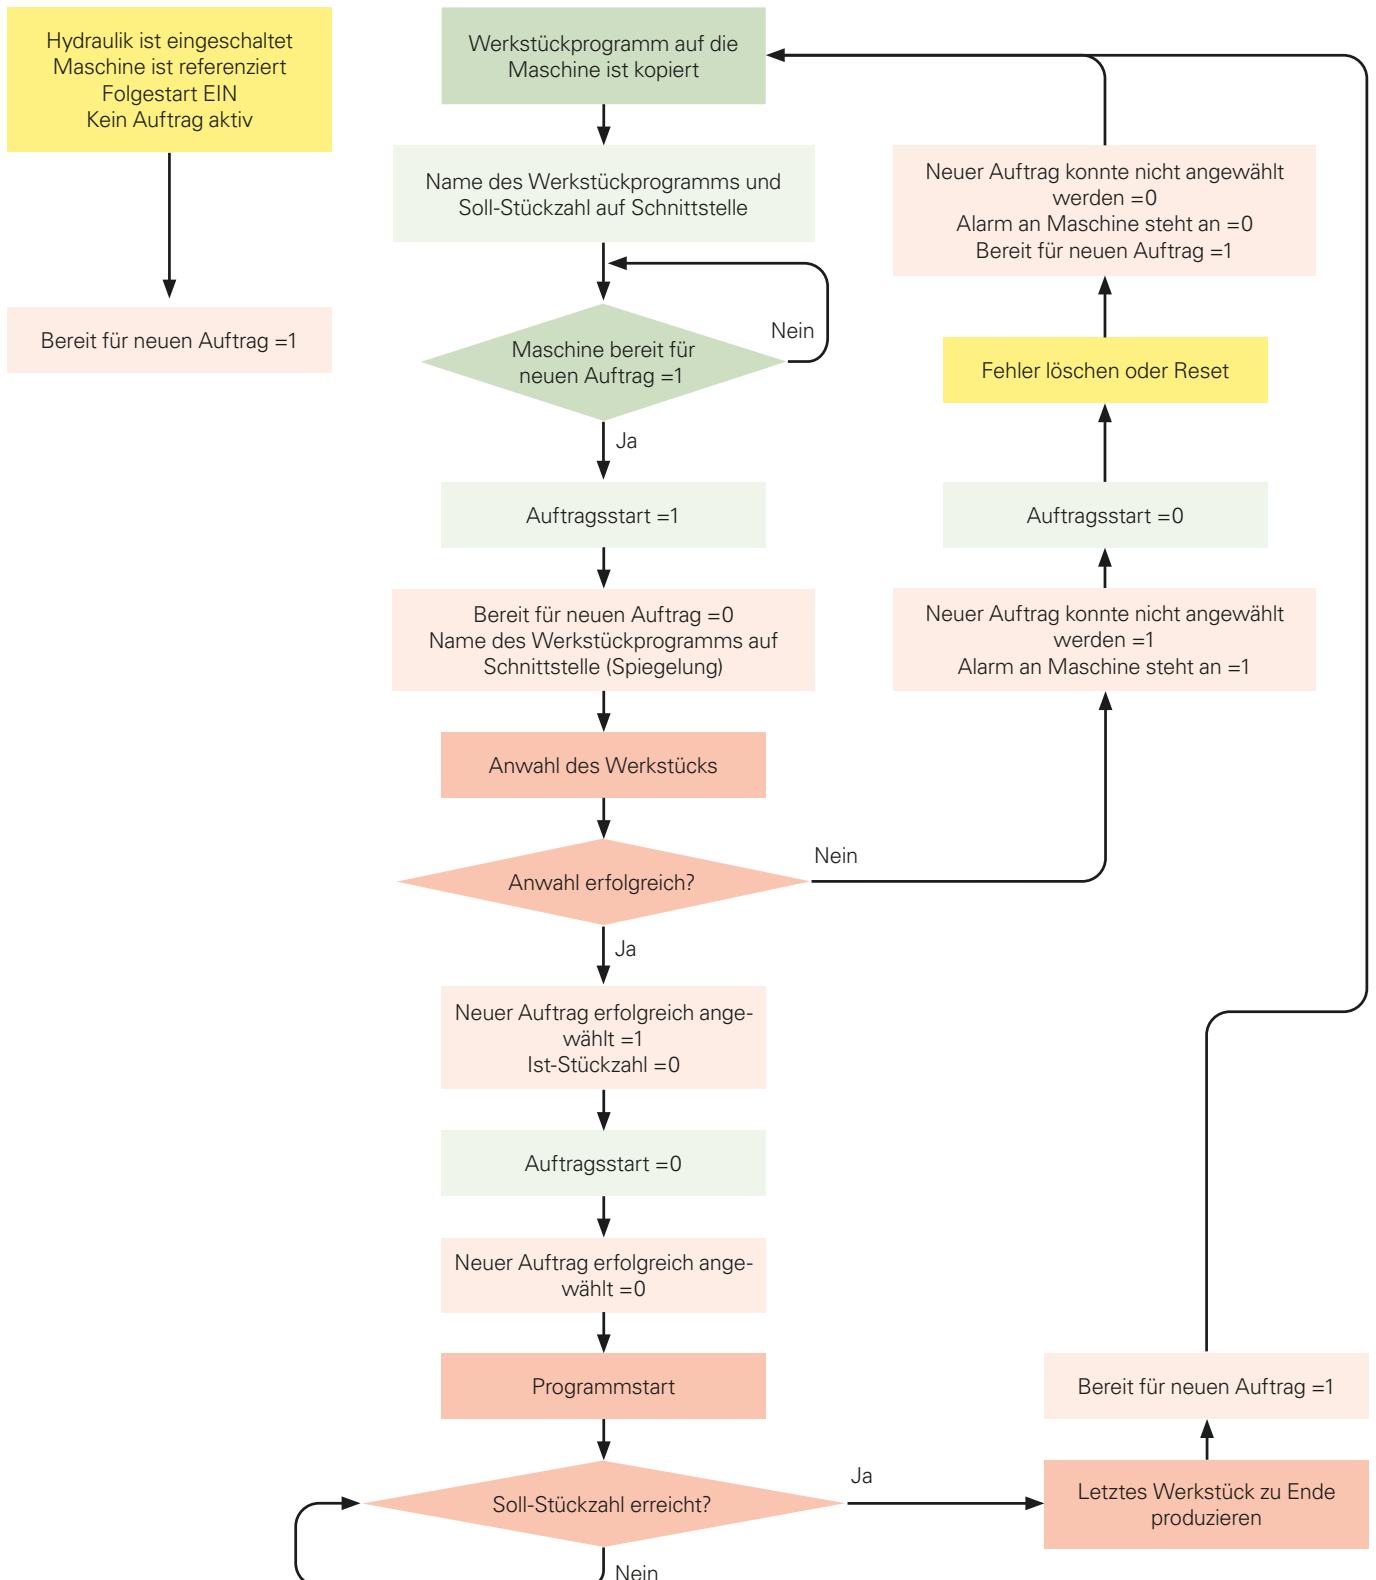 Hydraulik ist eingeschaltet
Maschine ist referenziert
Folgestart EIN
Kein Auftrag aktiv
Bereit für neuen Auftrag =1
Werkstückprogramm auf die
Maschine ist kopiert
Name des Werkstückprogramms und
Soll-Stückzahl auf Schnittstelle
Maschine bereit für
neuen Auftrag =1
Nein
Ja
Auftragsstart =1
Bereit für neuen Auftrag =0
Name des Werkstückprogramms auf
Schnittstelle (Spiegelung)
Anwahl des Werkstücks
Anwahl erfolgreich?
Nein
Ja
Neuer Auftrag erfolgreich ange-
wählt =1
Ist-Stückzahl =0
Auftragsstart =0
Neuer Auftrag erfolgreich ange-
wählt =0
Programmstart
Soll-Stückzahl erreicht?
Ja
Nein
Neuer Auftrag konnte nicht angewählt
werden =0
Alarm an Maschine steht an =0
Bereit für neuen Auftrag =1
Fehler löschen oder Reset
Auftragsstart =0
Neuer Auftrag konnte nicht angewählt
werden =1
Alarm an Maschine steht an =1
Bereit für neuen Auftrag =1
Letztes Werkstück zu Ende
produzieren